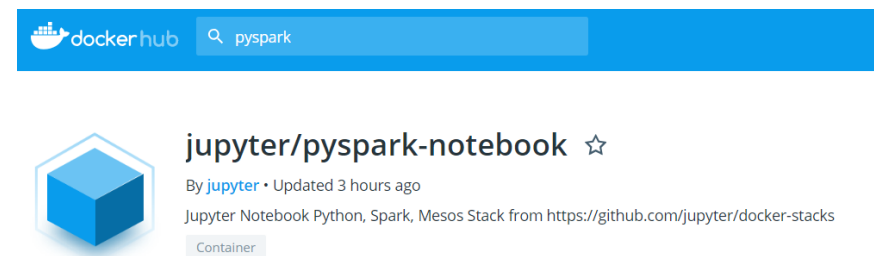 dockerhub
pyspark
jupyter/pyspark-notebook
By jupyter • Updated 3 hours ago
Jupyter Notebook Python, Spark, Mesos Stack from https://github.com/jupyter/docker-stacks
Container